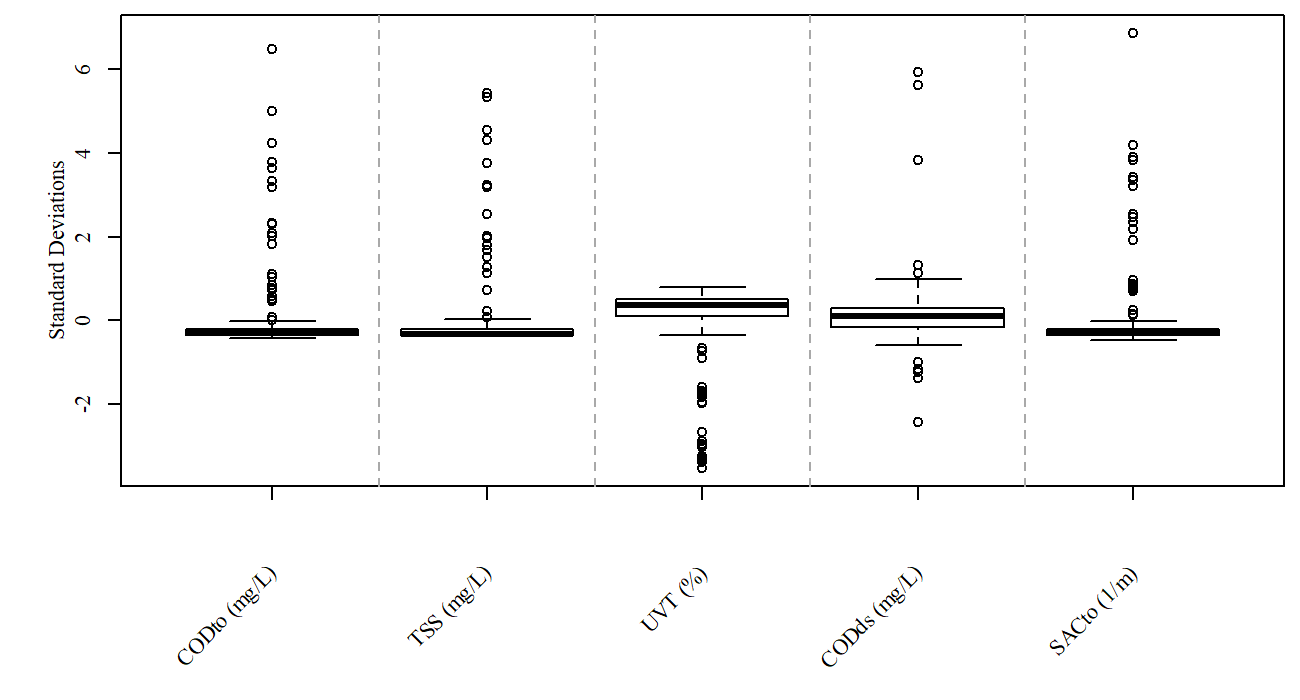 Standard Deviations
6
4
2
0
-2
CODto (mg/L)
TSS (mg/L)
UVT (%)
CODds (mg/L)
SACto (1/m)